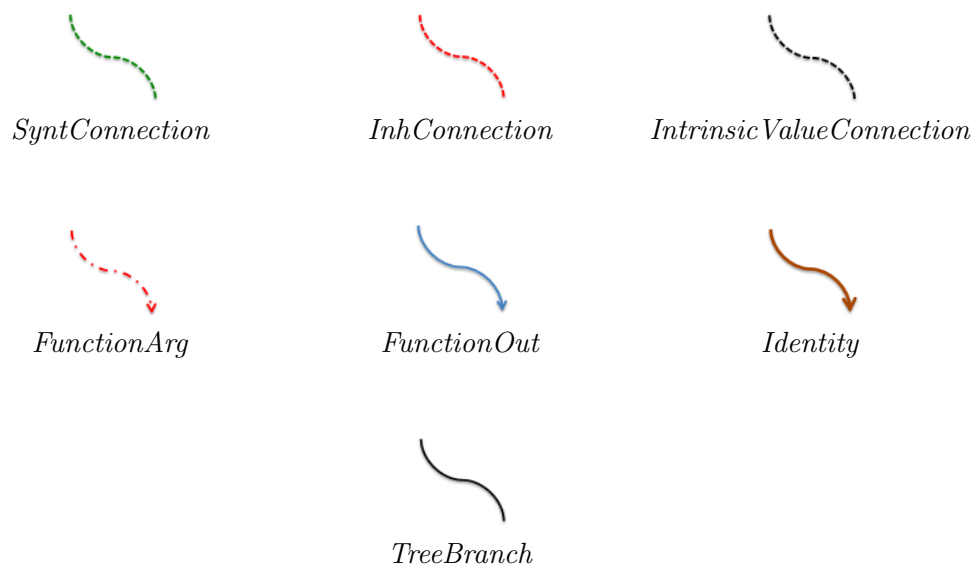 SyntConnection InhConnection IntrinsicValueConnection
FunctionArg FunctionOut Identity
TreeBranch